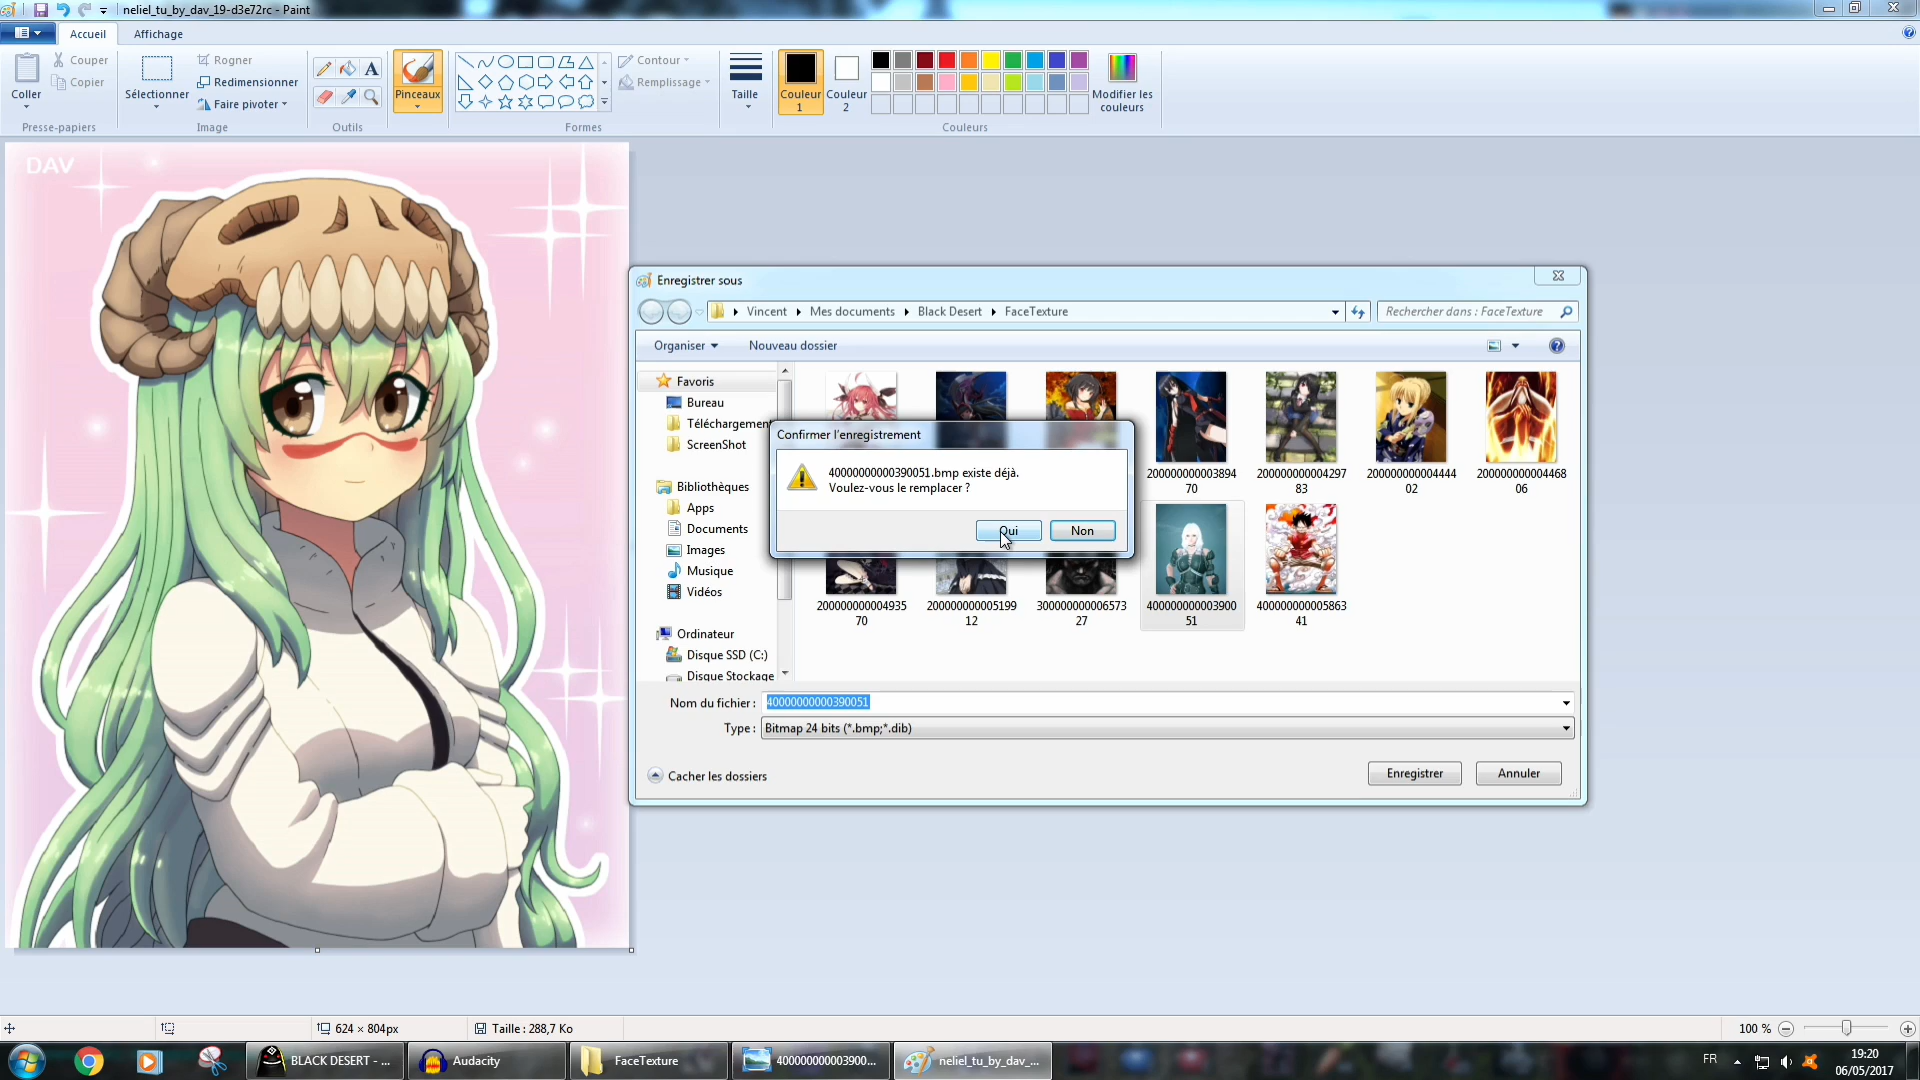 neliel_tu_by_dav_19-d3e72rc - Paint
Accueil
Affichage
Coller
Couper
Copier
Presse-papiers
Sélectionner
Rogner
Redimensionner
Faire pivoter
Image
A
Outils
Pinceaux
Contour
Remplissage
Formes
Taille
Couleur
1
Couleur
2
Modifier les
couleurs
Couleurs
DAV
Enregistrer sous
Vincent
Mes documents
Black Desert
FaceTexture
Rechercher dans : FaceTexture
Organiser
Nouveau dossier
Favoris
Bureau
Téléchargement
ScreenShot
Bibliothèques
Apps
Documents
Images
Musique
Vidéos
Ordinateur
Disque SSD (C:)
Disque Stockage
Confirmer l'enregistrement
40000000000390051.bmp existe déjà.
Voulez-vous le remplacer ?
Oui
Non
200000000003894
70
200000000004297
83
200000000004444
02
200000000004468
06
200000000004935
70
200000000005199
12
300000000006573
27
400000000003900
51
400000000005863
41
Nom du fichier :
40000000000390051
Type :
Bitmap 24 bits (*.bmp;*.dib)
Cacher les dossiers
Enregistrer
Annuler
624 × 804px
Taille : 288,7 Ko
100 %
BLACK DESERT - ...
Audacity
FaceTexture
400000000003900...
neliel_tu_by_dav_...
FR
19:20
06/05/2017